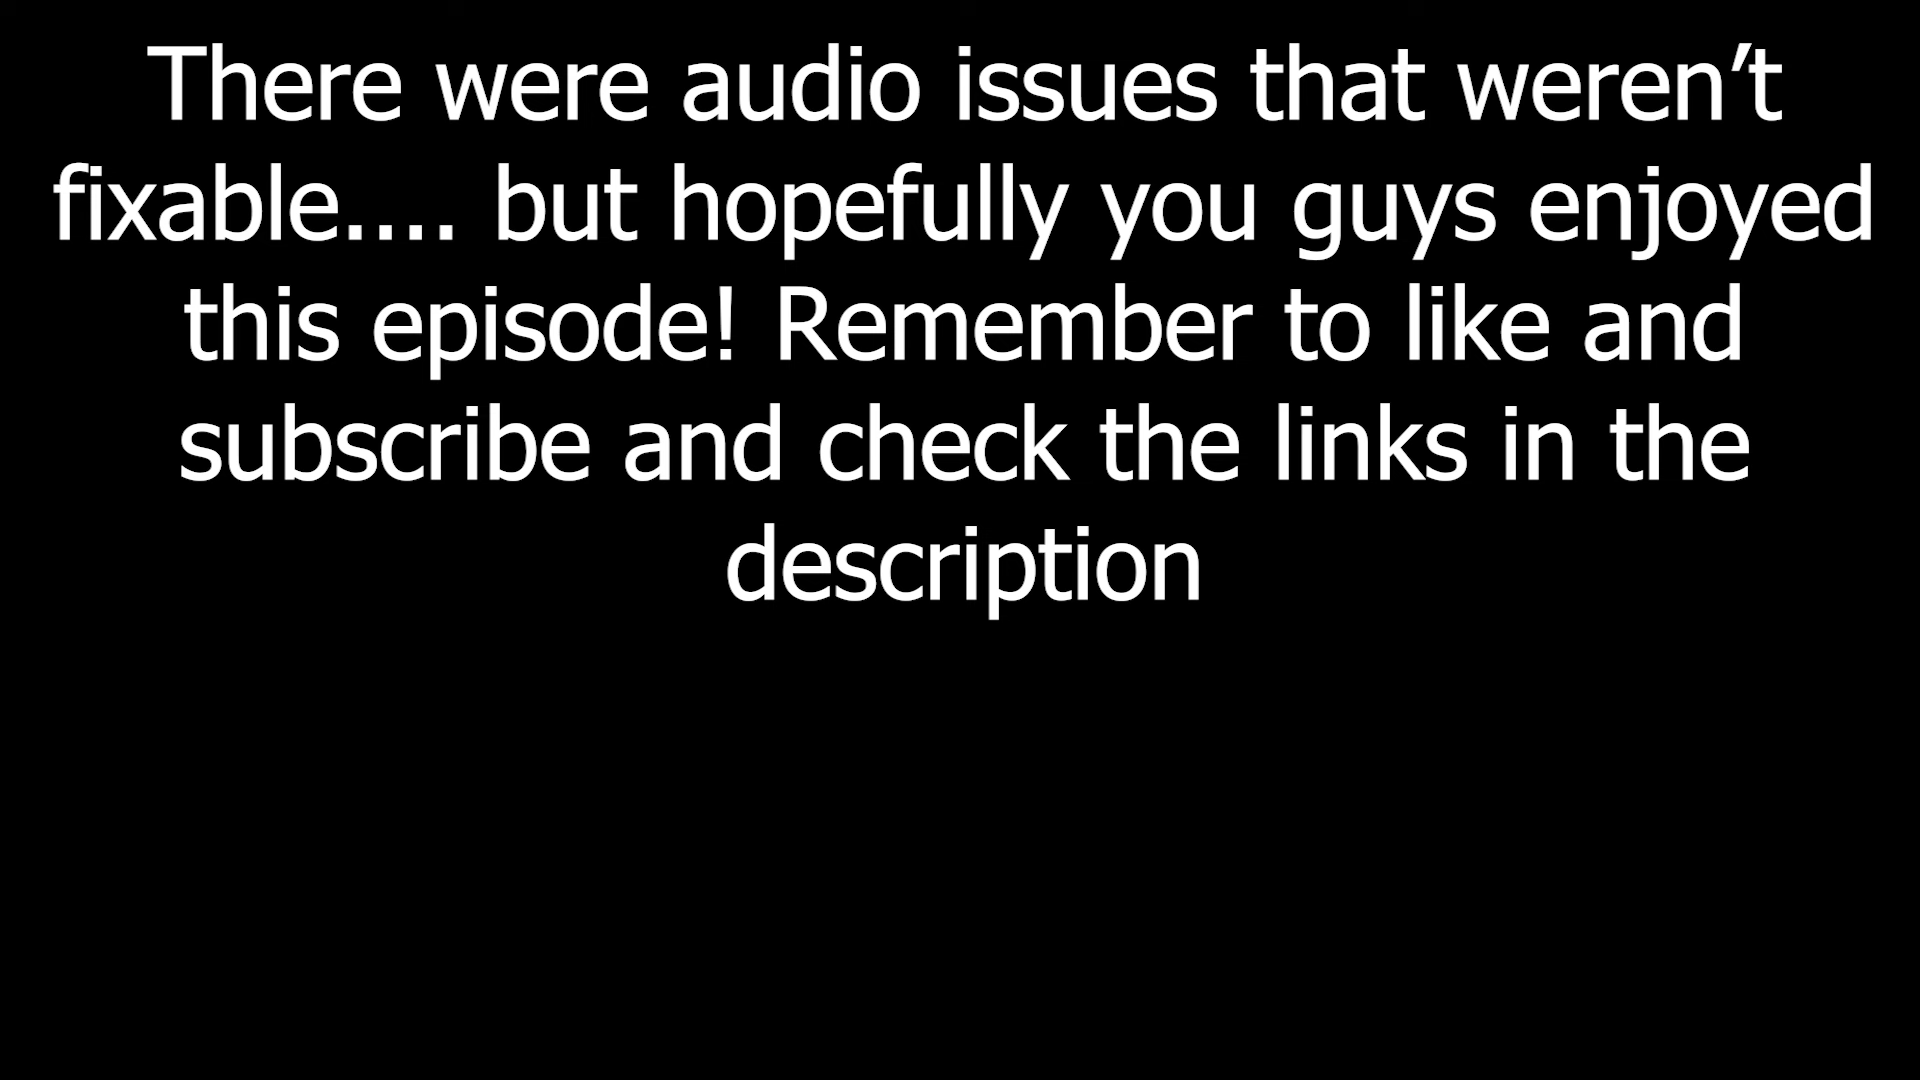 There were audio issues that weren’t
fixable.... but hopefully you guys enjoyed
this episode! Remember to like and
subscribe and check the links in the
description